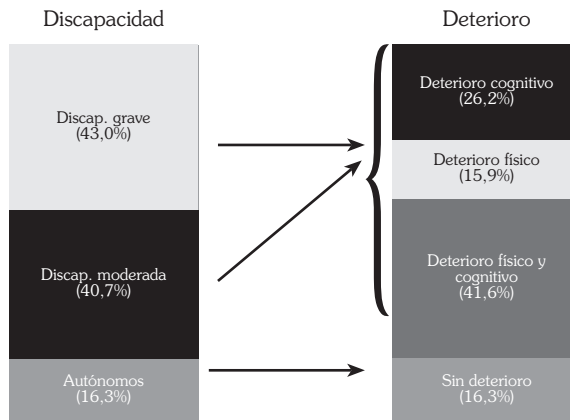 Discapacidad
Discap. grave
(43,0%)
Discap. moderada
(40,7%)
Autónomos
(16,3%)
Deterioro
Deterioro cognitivo
(26,2%)
Deterioro físico
(15,9%)
Deterioro físico y
cognitivo
(41,6%)
Sin deterioro
(16,3%)